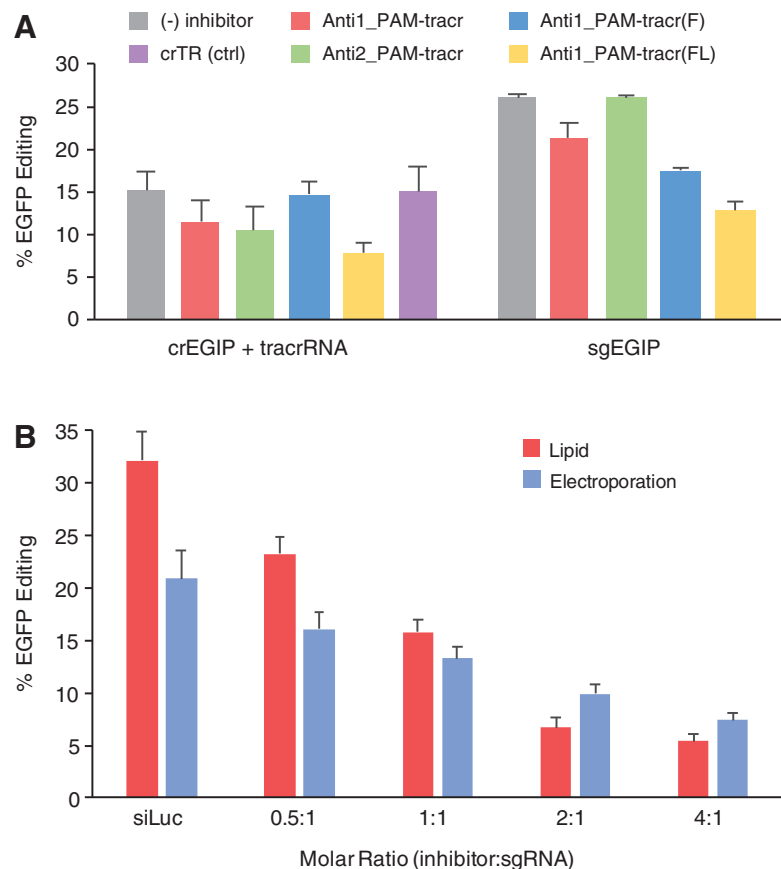 A
(-) inhibitor Anti1_PAM-tracr Anti1_PAM-tracr(F)
crTR (ctrl) Anti2_PAM-tracr Anti1_PAM-tracr(FL)
% EGFP Editing
30
25
20
15
10
5
0
crEGIP + tracrRNA sgEGIP
B
Lipid
Electroporation
% EGFP Editing
35
30
25
20
15
10
5
0
siLuc 0.5:1 1:1 2:1 4:1
Molar Ratio (inhibitor:sgRNA)